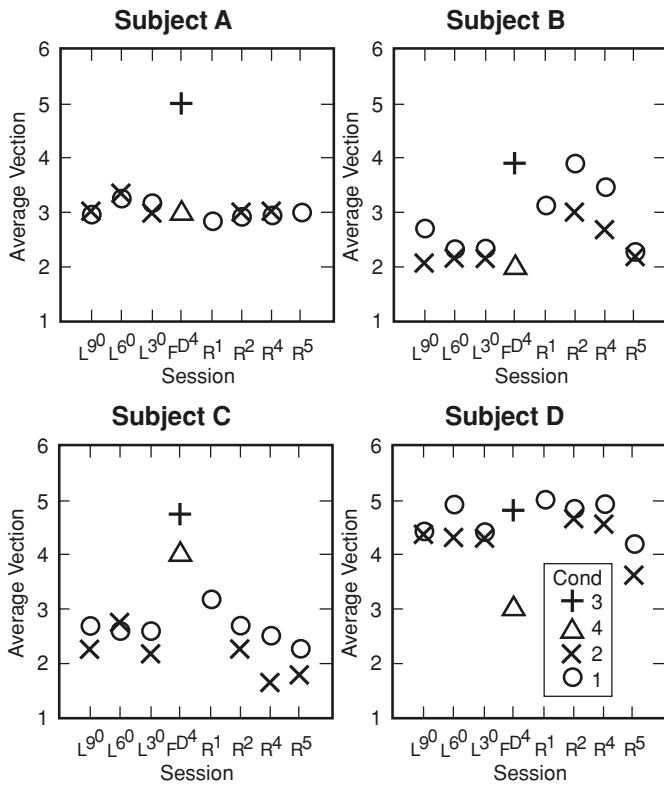 Subject A
Subject B
6
5
4
3
2
1
Average Vection
L⁹⁰ L⁶⁰ L³⁰ Fᴰ⁴ R¹ R² R⁴ R⁵
Session
6
5
4
3
2
1
Average Vection
L⁹⁰ L⁶⁰ L³⁰ Fᴰ⁴ R¹ R² R⁴ R⁵
Session
Subject C
Subject D
6
5
4
3
2
1
Average Vection
L⁹⁰ L⁶⁰ L³⁰ Fᴰ⁴ R¹ R² R⁴ R⁵
Session
6
5
4
3
2
1
Average Vection
Cond
3
4
2
1
L⁹⁰ L⁶⁰ L³⁰ Fᴰ⁴ R¹ R² R⁴ R⁵
Session